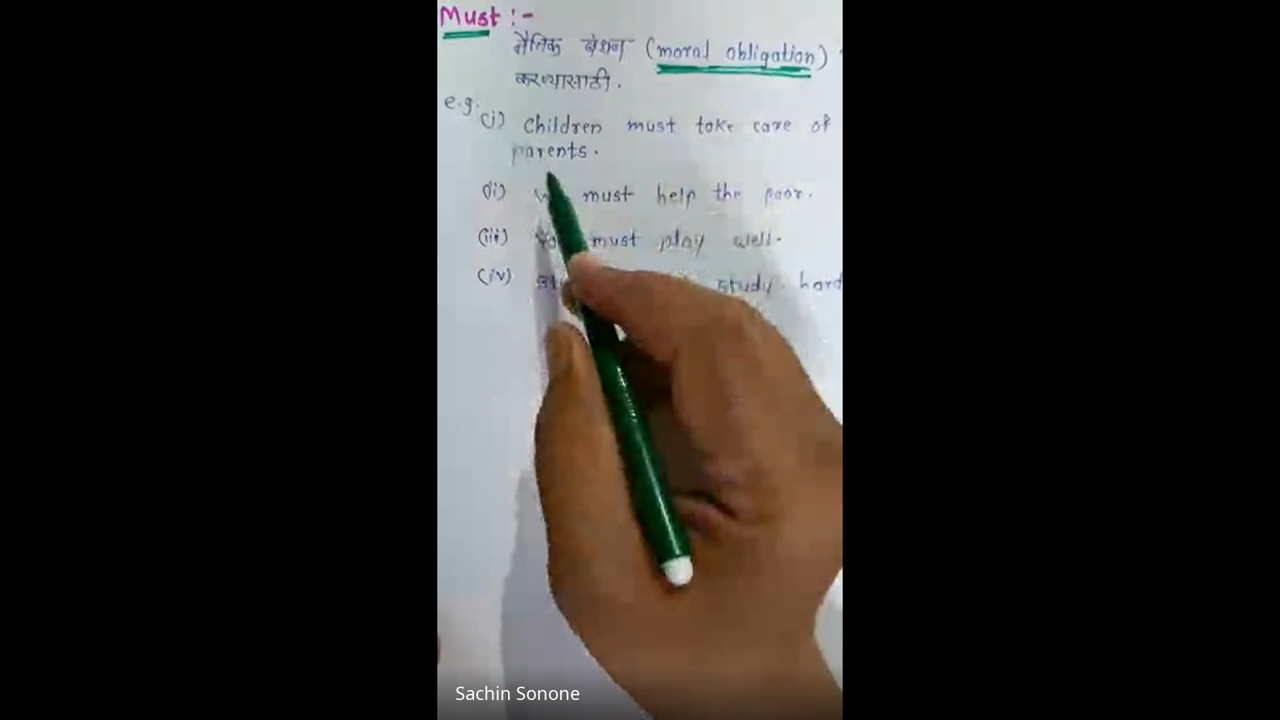 Must :-
नैतिक बंधन (moral obligation)
करण्यासाठी.
e.g. (i) Children must take care of
parents.
(ii) must help the poor.
(iii) You must play well.
(iv) study hard
Sachin Sonone